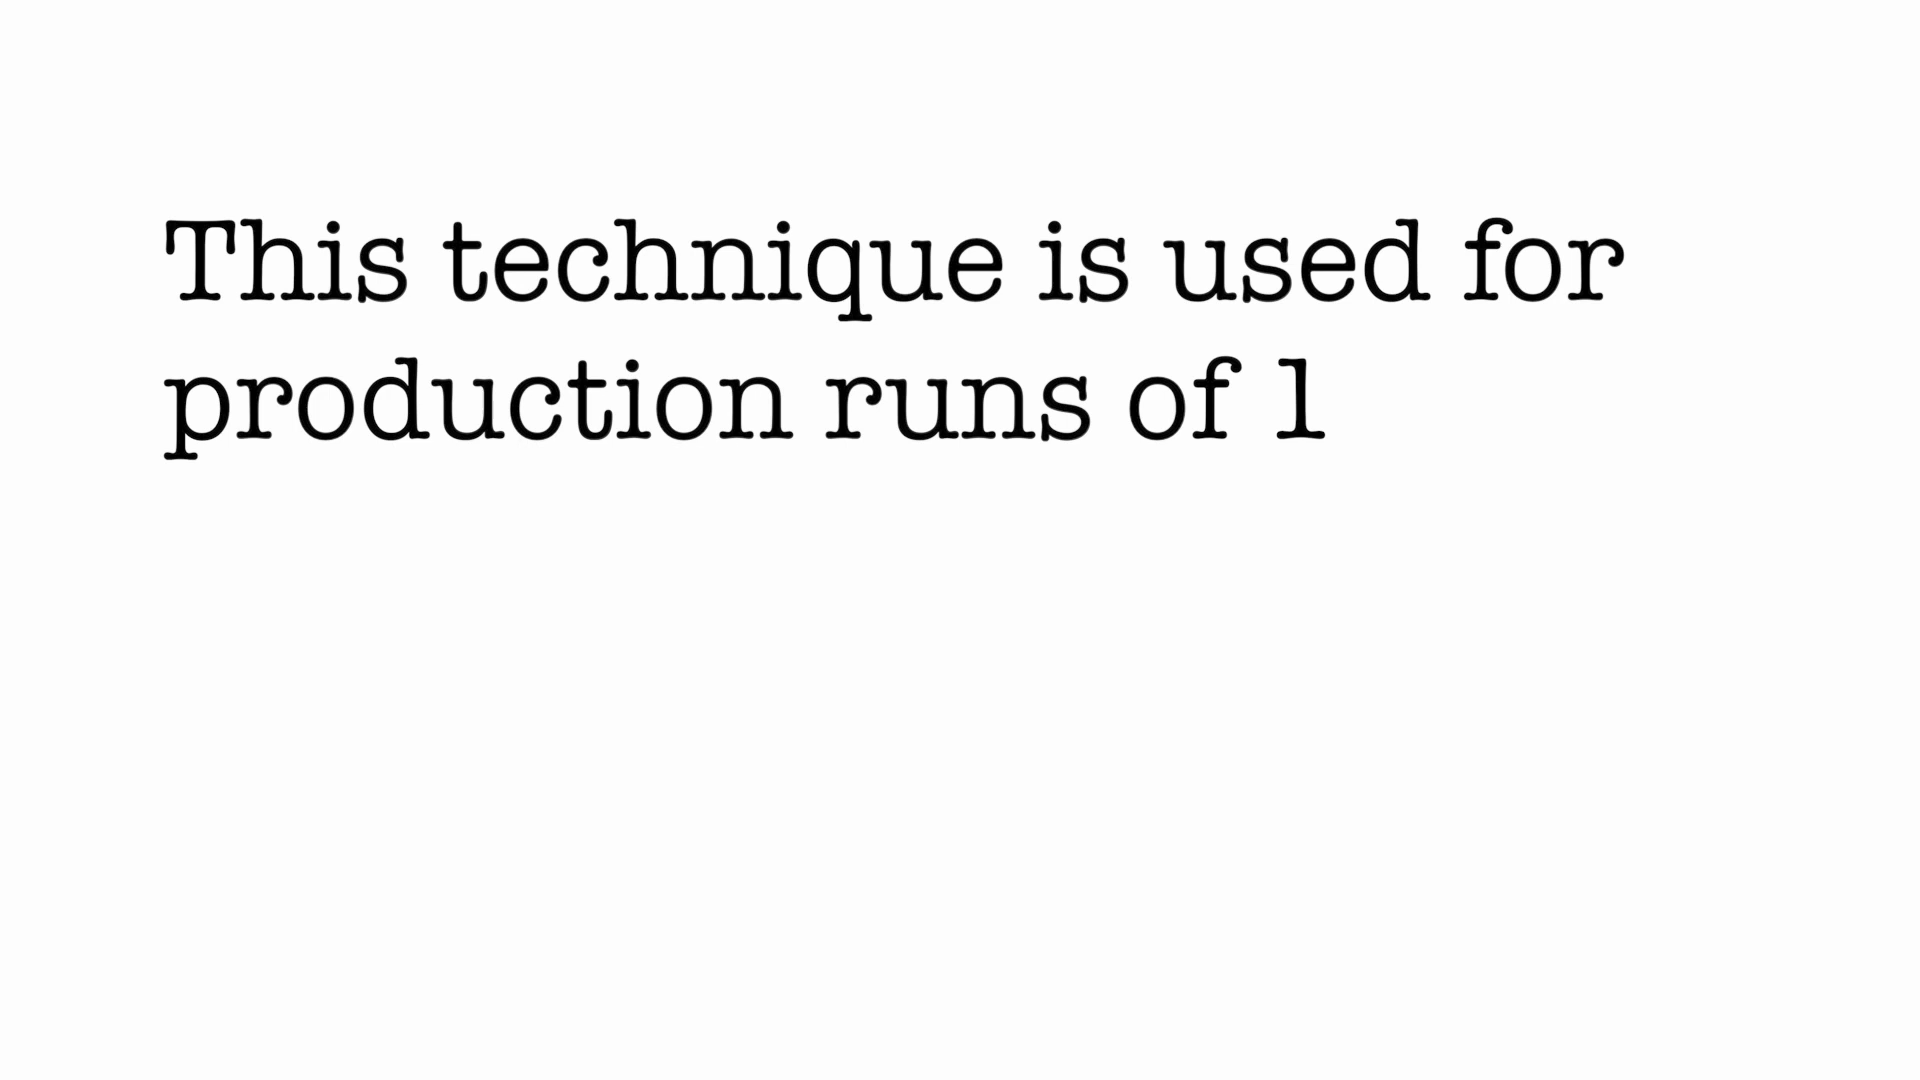 This technique is used for
production runs of 1